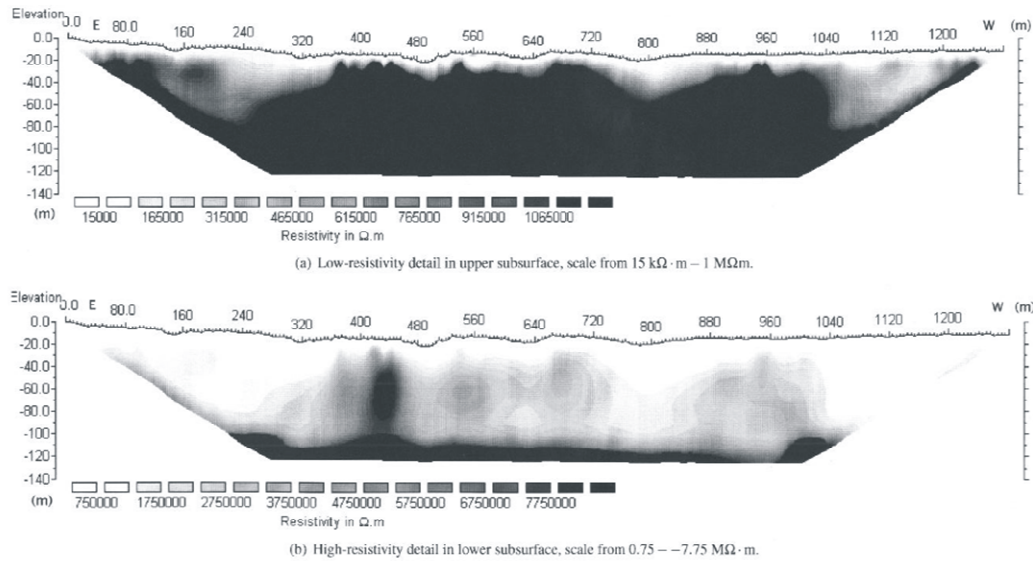 Elevation 0.0 E 80.0 160 240 320 400 480 560 640 720 800 880 960 1040 1120 1200 W (m)
0.0
-20.0
-40.0
-60.0
-80.0
-100
-120
-140
(m)
15000 165000 315000 465000 615000 765000 915000 1065000
Resistivity in Ω.m
(a) Low-resistivity detail in upper subsurface, scale from 15 kΩ·m – 1 MΩm.
Elevation 0.0 E 80.0 160 240 320 400 480 560 640 720 800 880 960 1040 1120 1200 W (m)
0.0
-20.0
-40.0
-60.0
-80.0
-100
-120
-140
(m)
750000 1750000 2750000 3750000 4750000 5750000 6750000 7750000
Resistivity in Ω.m
(b) High-resistivity detail in lower subsurface, scale from 0.75 – –7.75 MΩ·m.